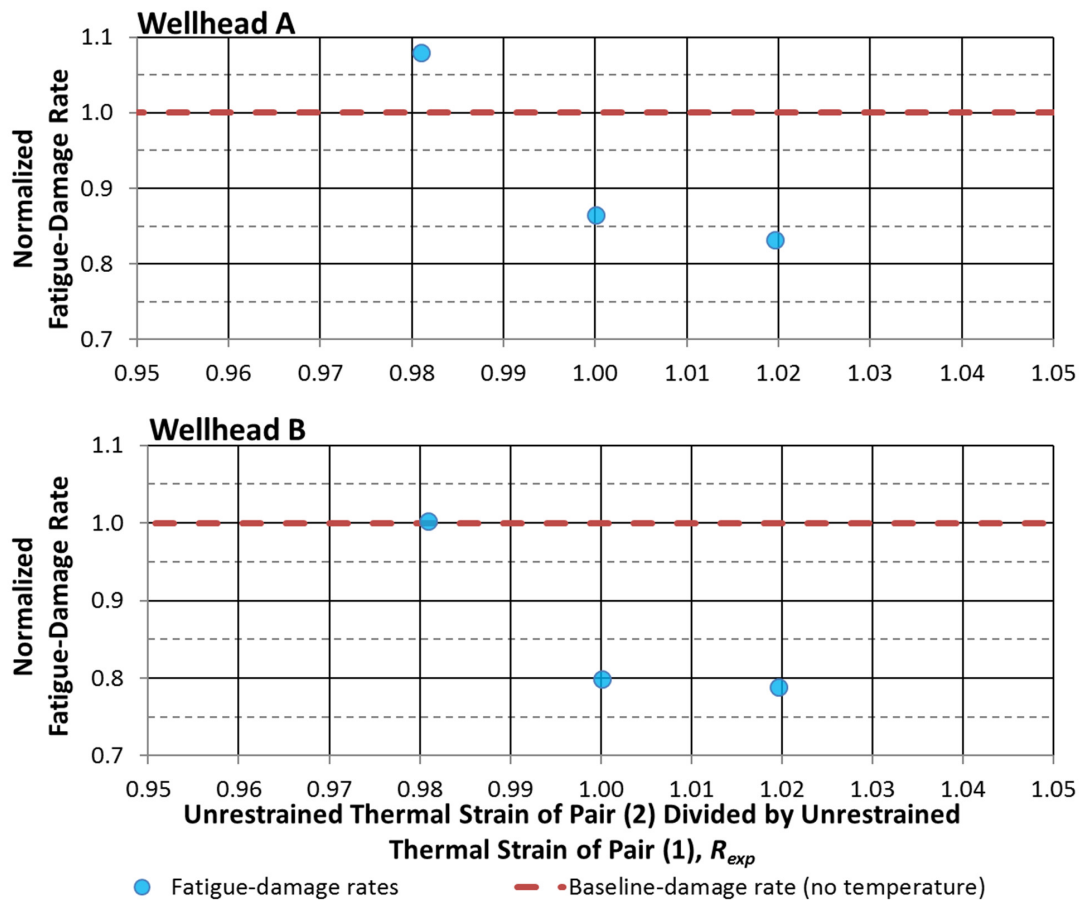 Wellhead A
Normalized
Fatigue-Damage Rate
1.1
1.0
0.9
0.8
0.7
0.95 0.96 0.97 0.98 0.99 1.00 1.01 1.02 1.03 1.04 1.05
Wellhead B
Normalized
Fatigue-Damage Rate
1.1
1.0
0.9
0.8
0.7
0.95 0.96 0.97 0.98 0.99 1.00 1.01 1.02 1.03 1.04 1.05
Unrestrained Thermal Strain of Pair (2) Divided by Unrestrained
Thermal Strain of Pair (1), Rexp
Fatigue-damage rates Baseline-damage rate (no temperature)